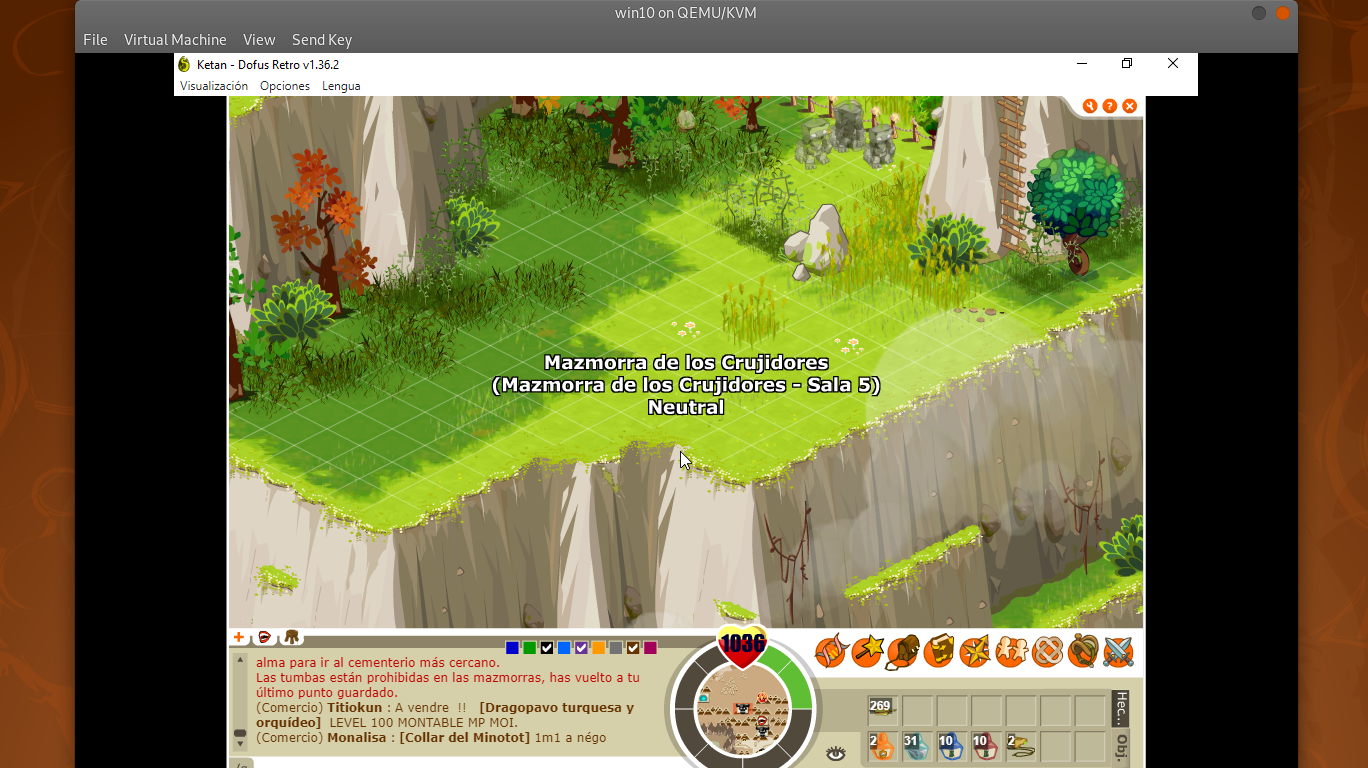 win10 on QEMU/KVM
File Virtual Machine View Send Key
Ketan - Dofus Retro v1.36.2
Visualización Opciones Lengua
Mazmorra de los Crujidores
(Mazmorra de los Crujidores - Sala 5)
Neutral
1036
alma para ir al cementerio más cercano.
Las tumbas están prohibidas en las mazmorras, has vuelto a tu
último punto guardado.
(Comercio) Titiokun : A vendre !! [Dragopavo turquesa y
orquídeo] LEVEL 100 MONTABLE MP MOI.
(Comercio) Monalisa : [Collar del Minotot] 1m1 a négo
269
Hec...
2 31 10 10 2
Obj.